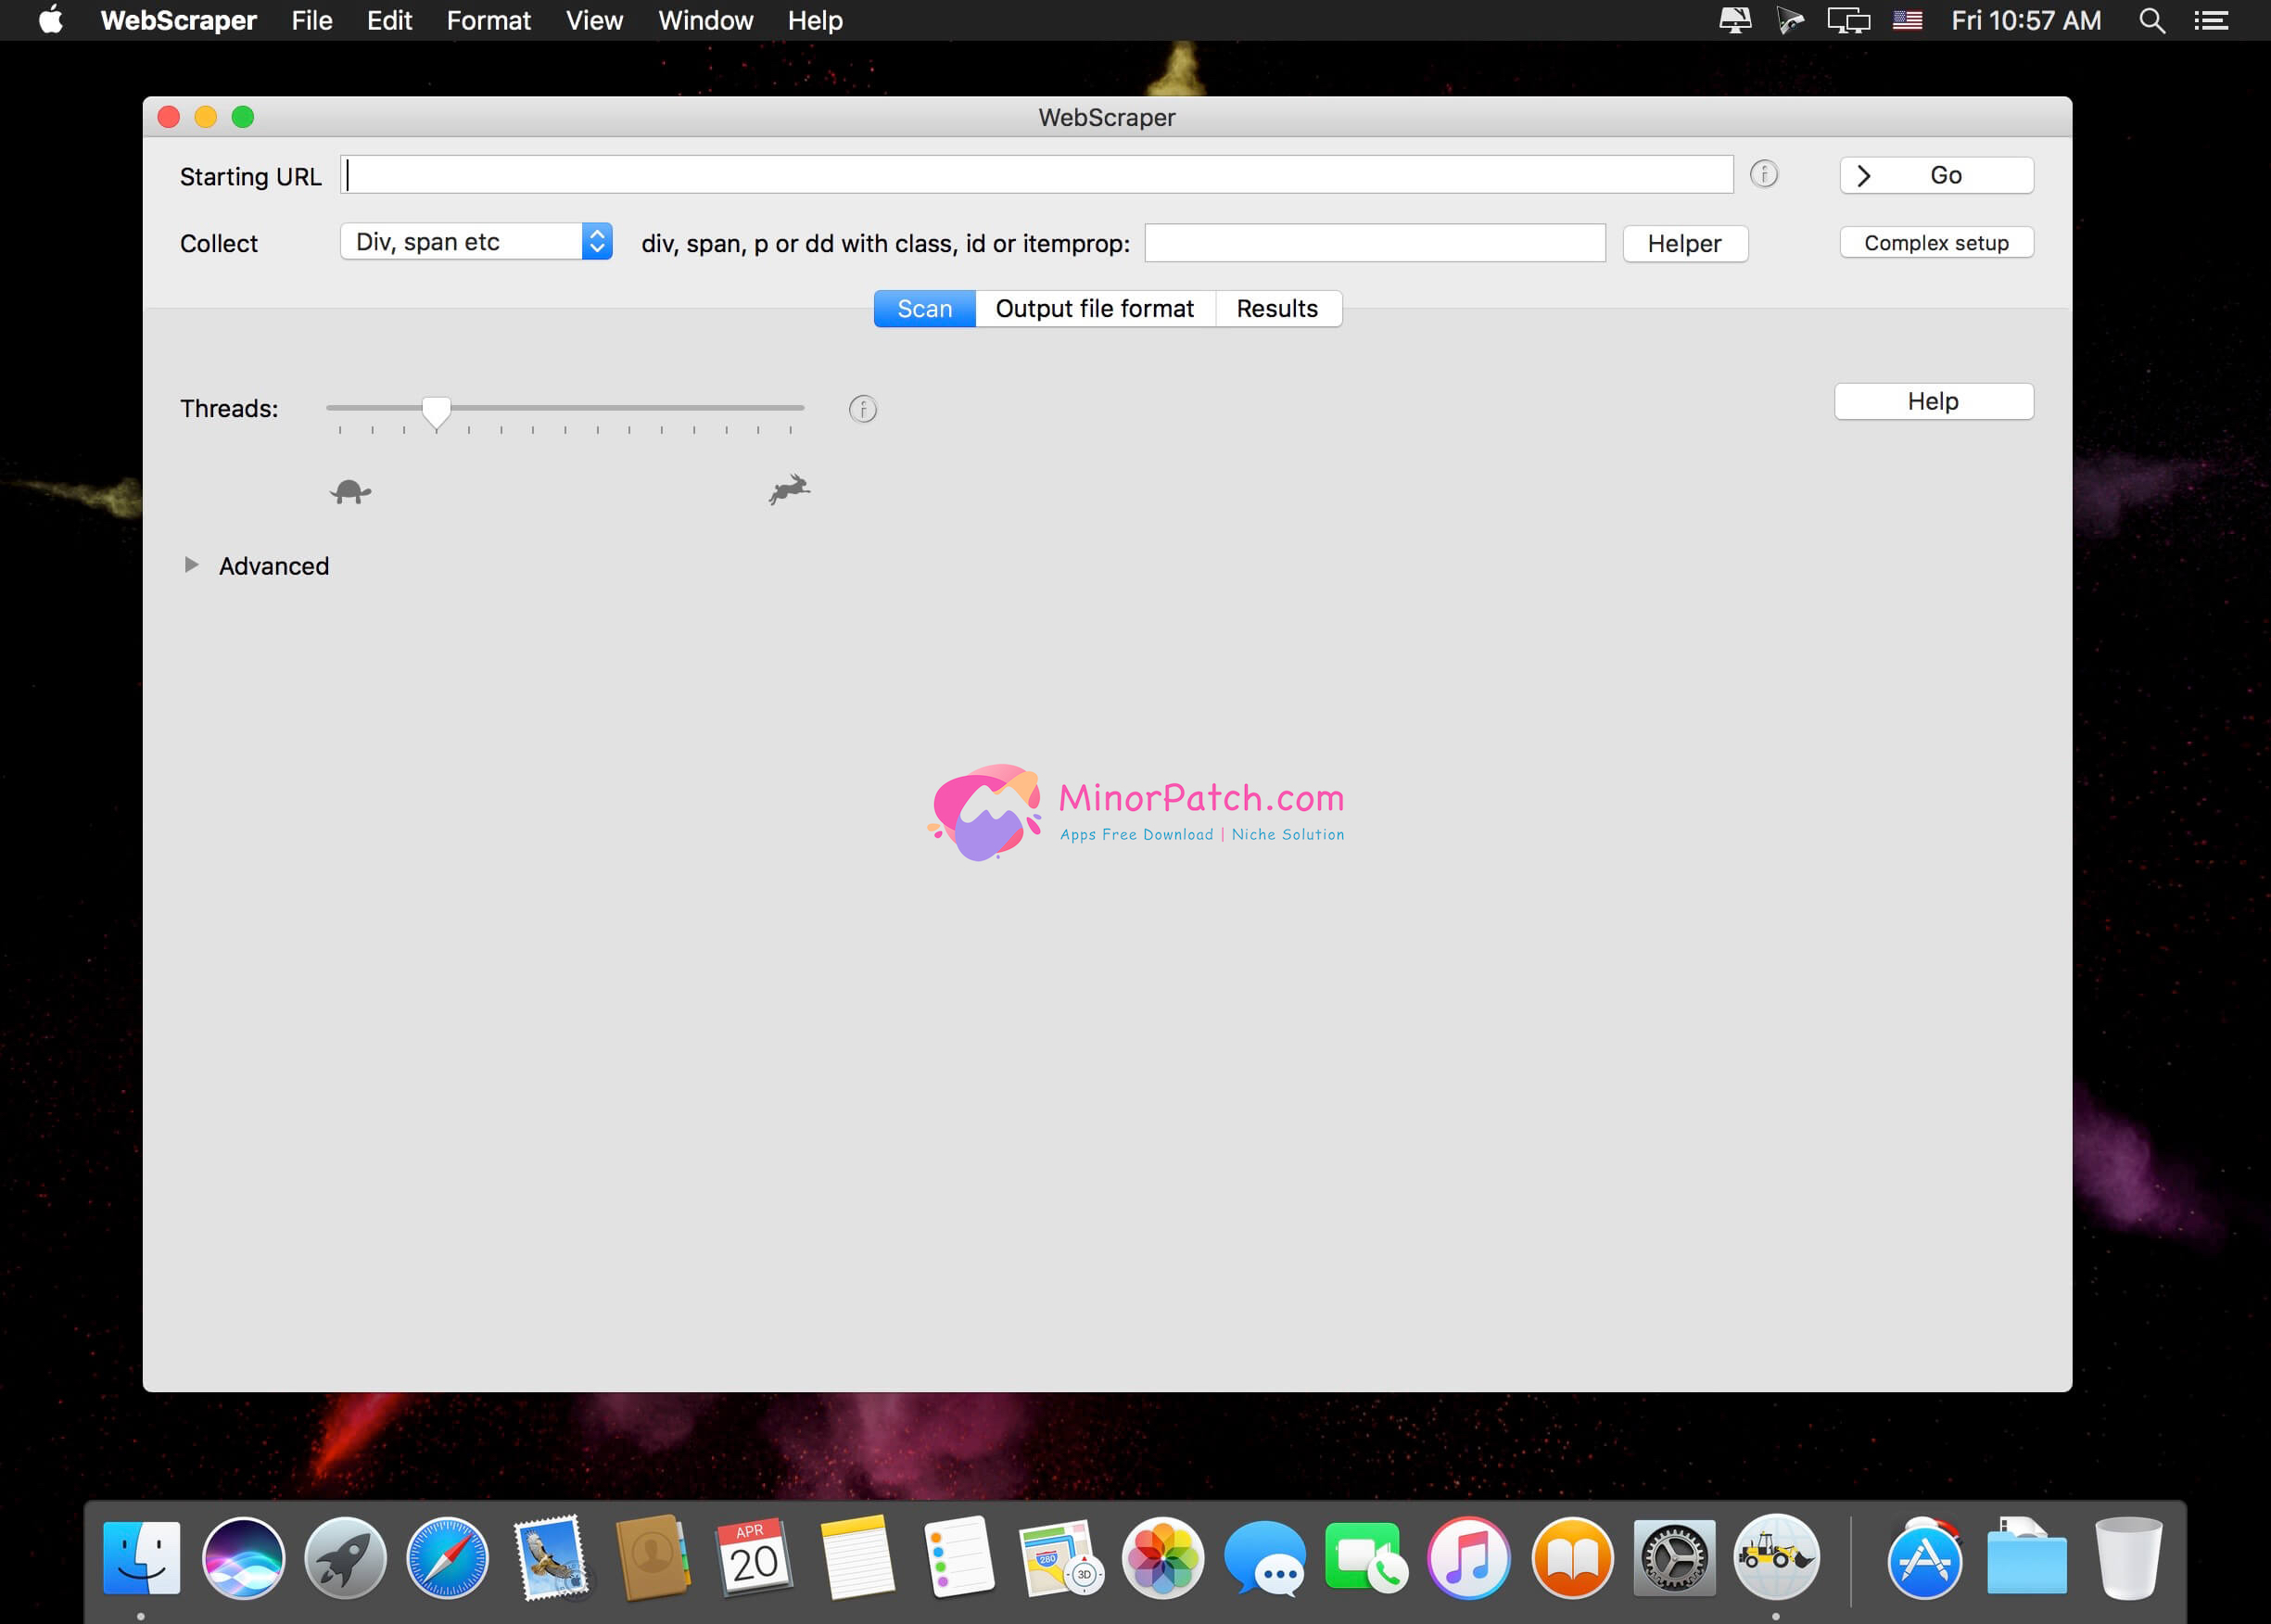 WebScraper File Edit Format View Window Help Fri 10:57 AM
WebScraper
Starting URL Go
Collect Div, span etc div, span, p or dd with class, id or itemprop: Helper Complex setup
Scan Output file format Results
Threads: Help
Advanced
MinorPatch.com
Apps Free Download | Niche Solution
APR
20
280
3D